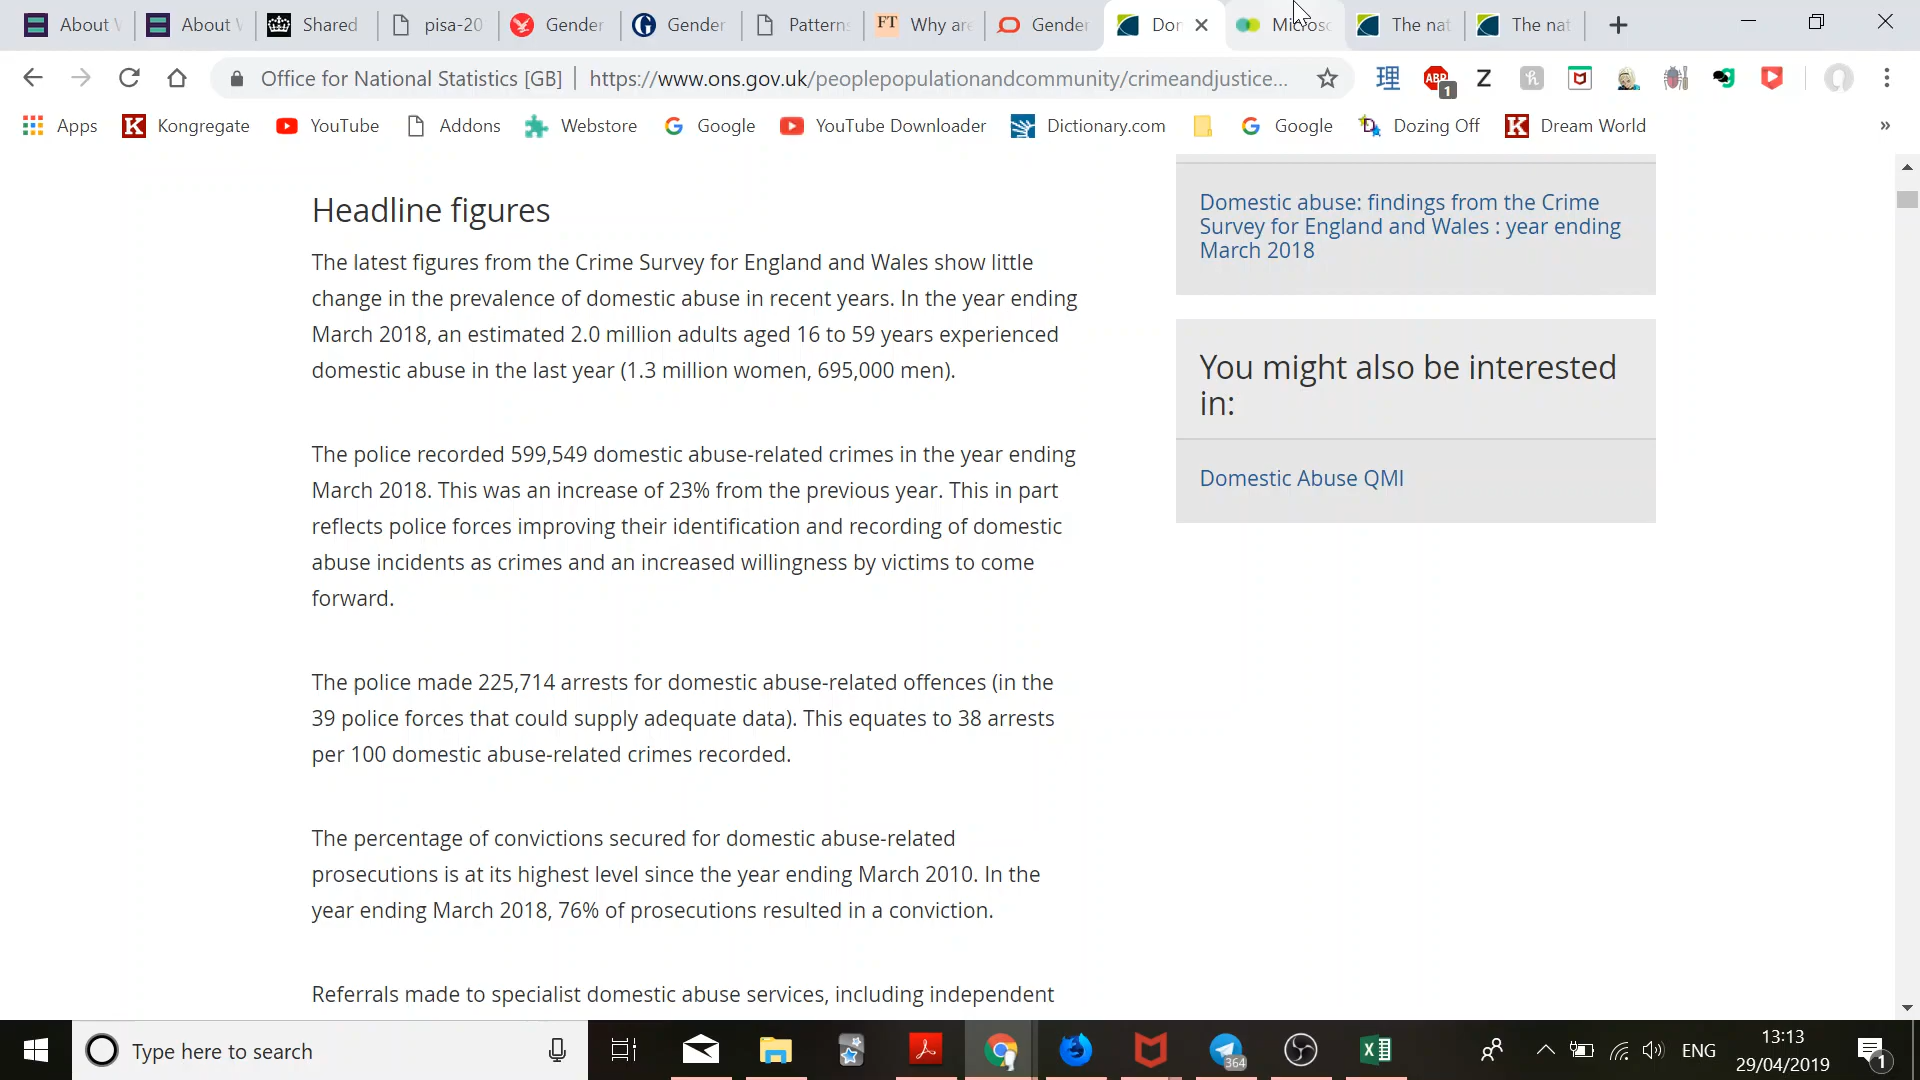 About
About
Shared
pisa-20
Gender
Gender
Patterns
FT Why are
Gender
Dor
Microso
The nat
The nat
Office for National Statistics [GB] | https://www.ons.gov.uk/peoplepopulationandcommunity/crimeandjustice...
理
ABP
1
Z
Apps
Kongregate
YouTube
Addons
Webstore
Google
YouTube Downloader
Dictionary.com
Google
Dozing Off
Dream World
»
Headline figures
The latest figures from the Crime Survey for England and Wales show little
change in the prevalence of domestic abuse in recent years. In the year ending
March 2018, an estimated 2.0 million adults aged 16 to 59 years experienced
domestic abuse in the last year (1.3 million women, 695,000 men).
The police recorded 599,549 domestic abuse-related crimes in the year ending
March 2018. This was an increase of 23% from the previous year. This in part
reflects police forces improving their identification and recording of domestic
abuse incidents as crimes and an increased willingness by victims to come
forward.
The police made 225,714 arrests for domestic abuse-related offences (in the
39 police forces that could supply adequate data). This equates to 38 arrests
per 100 domestic abuse-related crimes recorded.
The percentage of convictions secured for domestic abuse-related
prosecutions is at its highest level since the year ending March 2010. In the
year ending March 2018, 76% of prosecutions resulted in a conviction.
Referrals made to specialist domestic abuse services, including independent
Domestic abuse: findings from the Crime
Survey for England and Wales : year ending
March 2018
You might also be interested
in:
Domestic Abuse QMI
Type here to search
364
ENG
13:13
29/04/2019
1